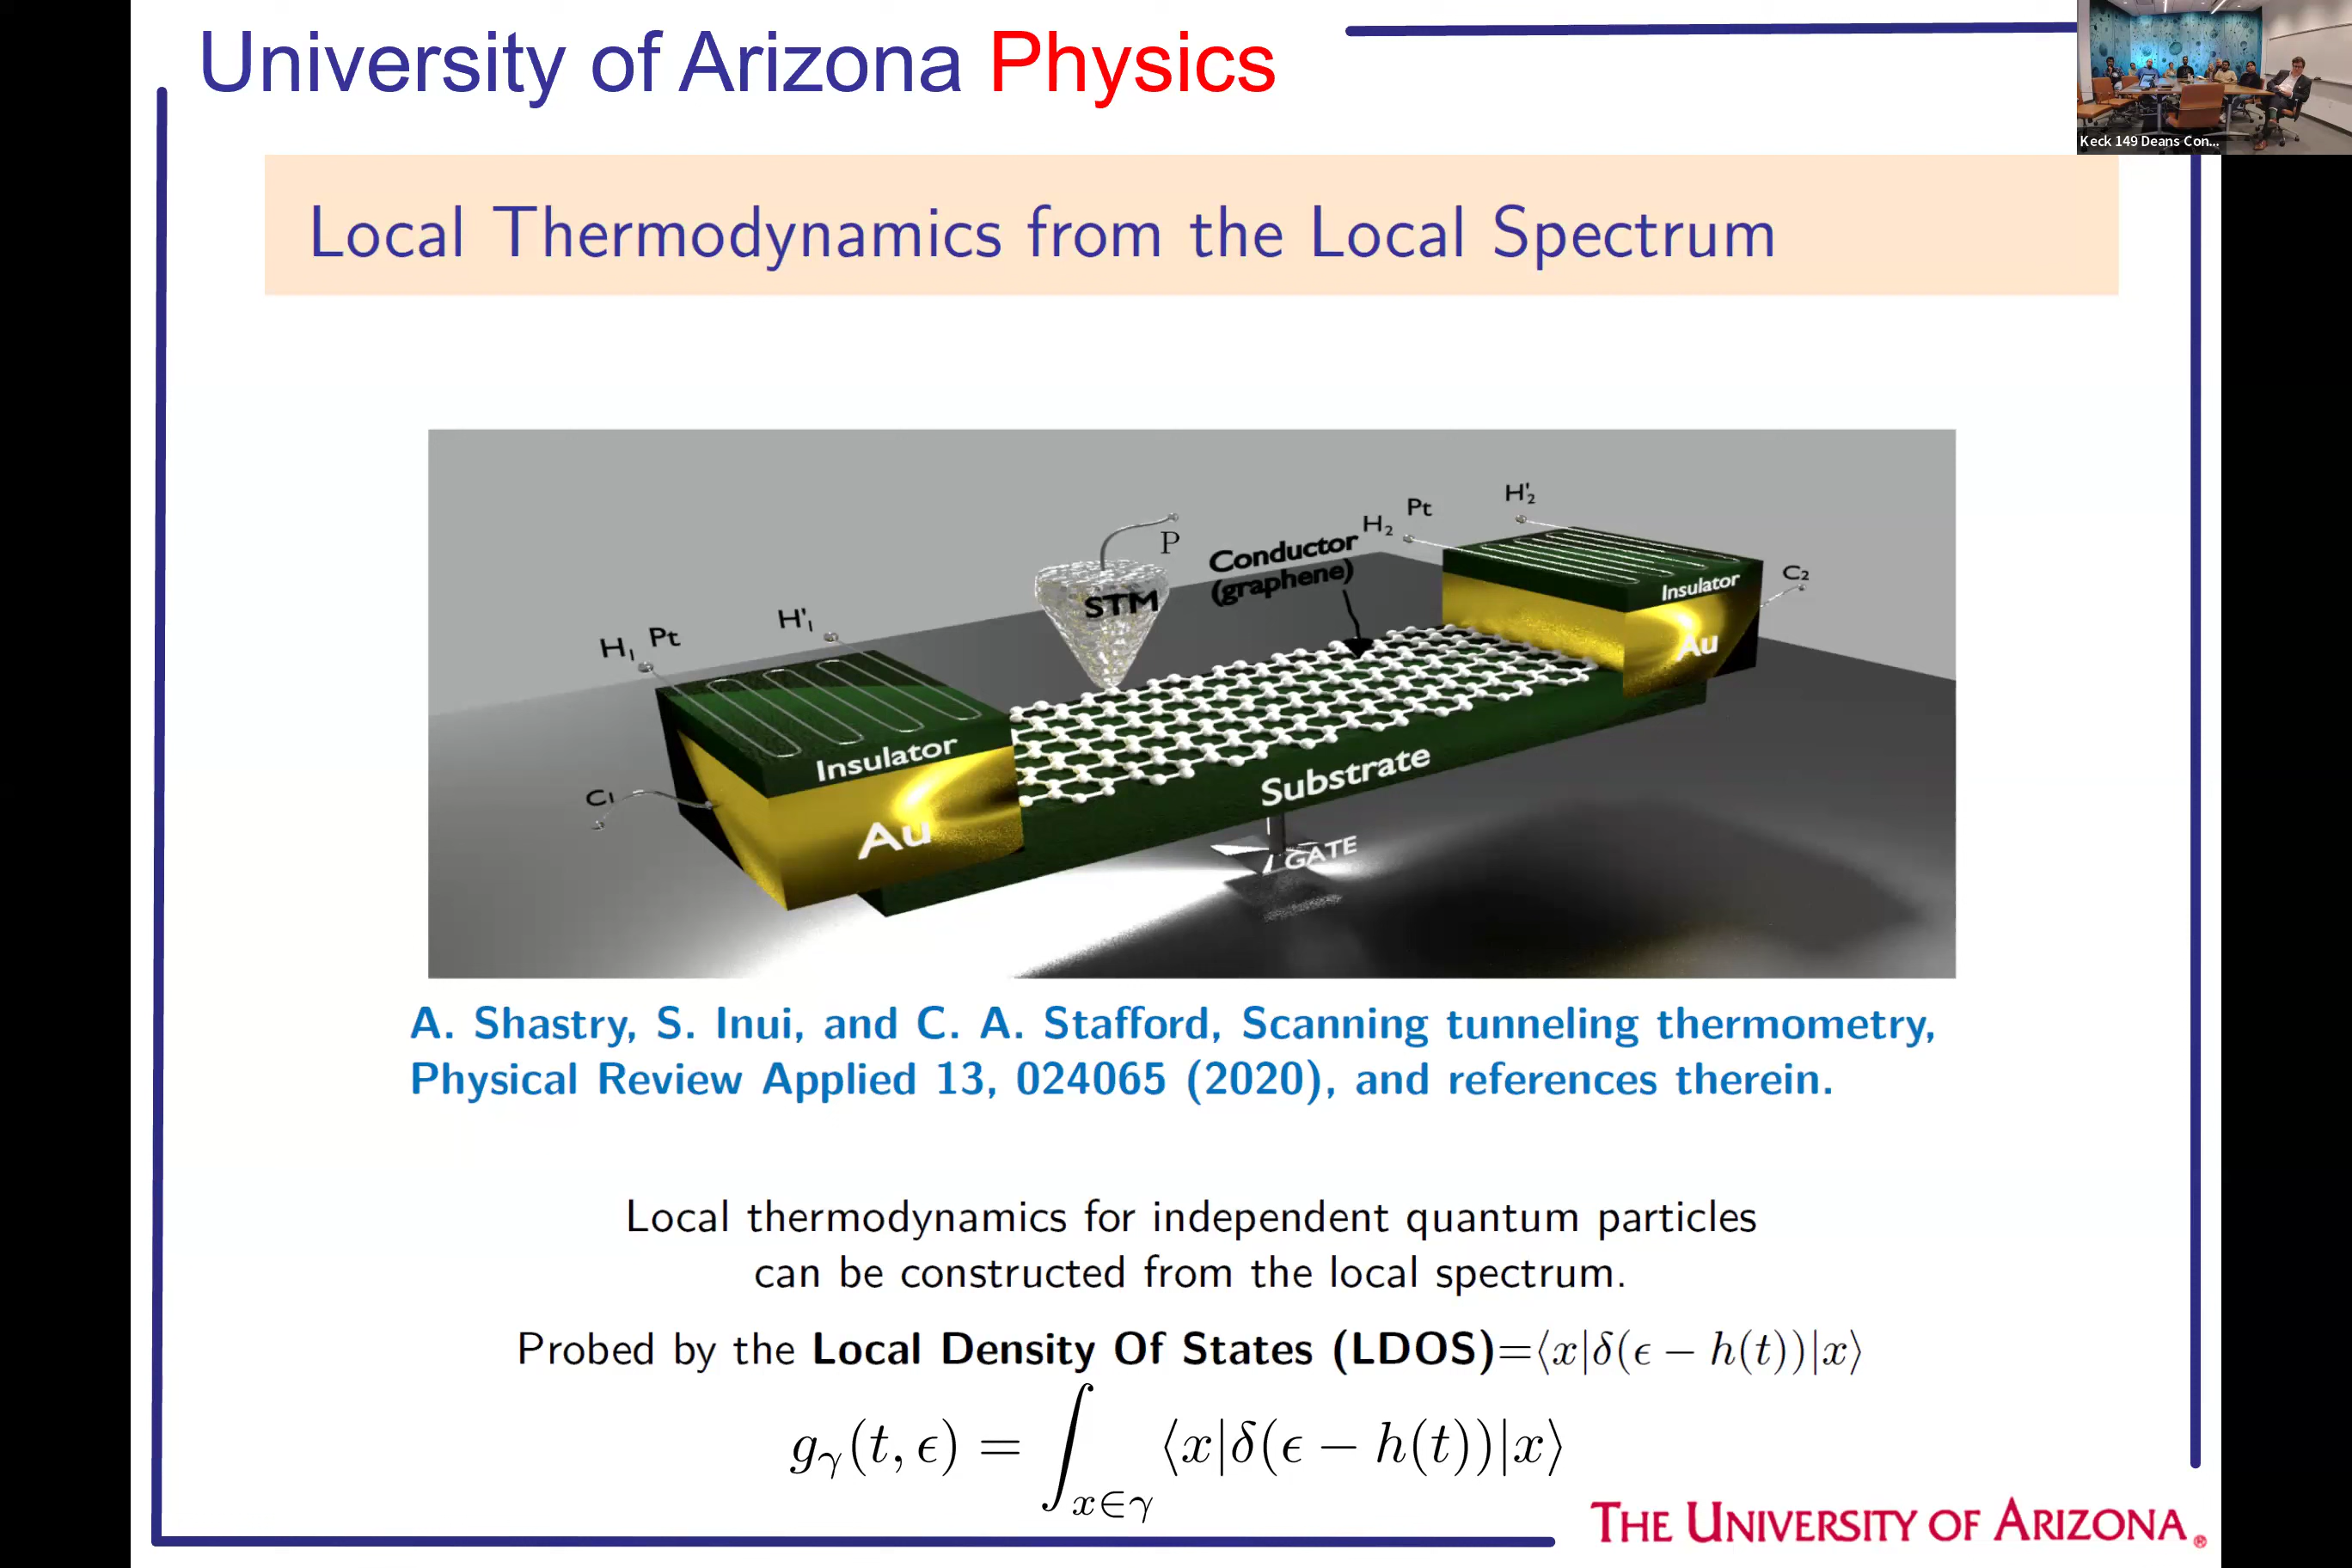 University of Arizona Physics
Keck 149 Deans Con...
Local Thermodynamics from the Local Spectrum
H'₂
Pt
H₂
P
Conductor
(graphene)
STM
Insulator
C₂
Au
H'₁
H₁ Pt
Insulator
C₁
Au
Substrate
GATE
A. Shastry, S. Inui, and C. A. Stafford, Scanning tunneling thermometry,
Physical Review Applied 13, 024065 (2020), and references therein.
Local thermodynamics for independent quantum particles
can be constructed from the local spectrum.
Probed by the Local Density Of States (LDOS)=⟨x|δ(ϵ − h(t))|x⟩
g_γ(t, ϵ) = ∫_{x∈γ} ⟨x|δ(ϵ − h(t))|x⟩
THE UNIVERSITY OF ARIZONA®